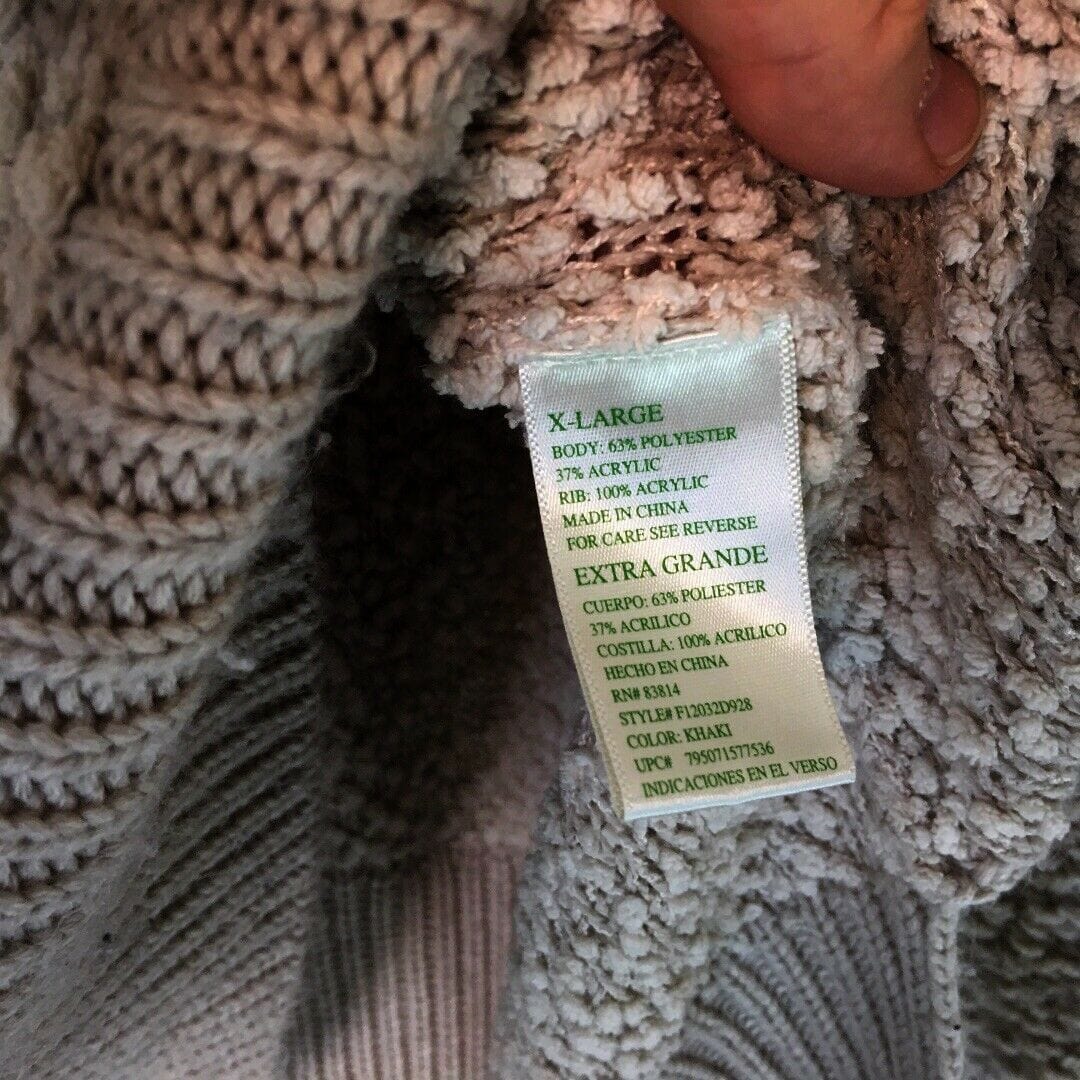 X-LARGE
BODY: 63% POLYESTER
37% ACRYLIC
RIB: 100% ACRYLIC
MADE IN CHINA
FOR CARE SEE REVERSE
EXTRA GRANDE
CUERPO: 63% POLIESTER
37% ACRILICO
COSTILLA: 100% ACRILICO
HECHO EN CHINA
RN# 83814
STYLE# F12032D928
COLOR: KHAKI
UPC# 795071577536
INDICACIONES EN EL VERSO